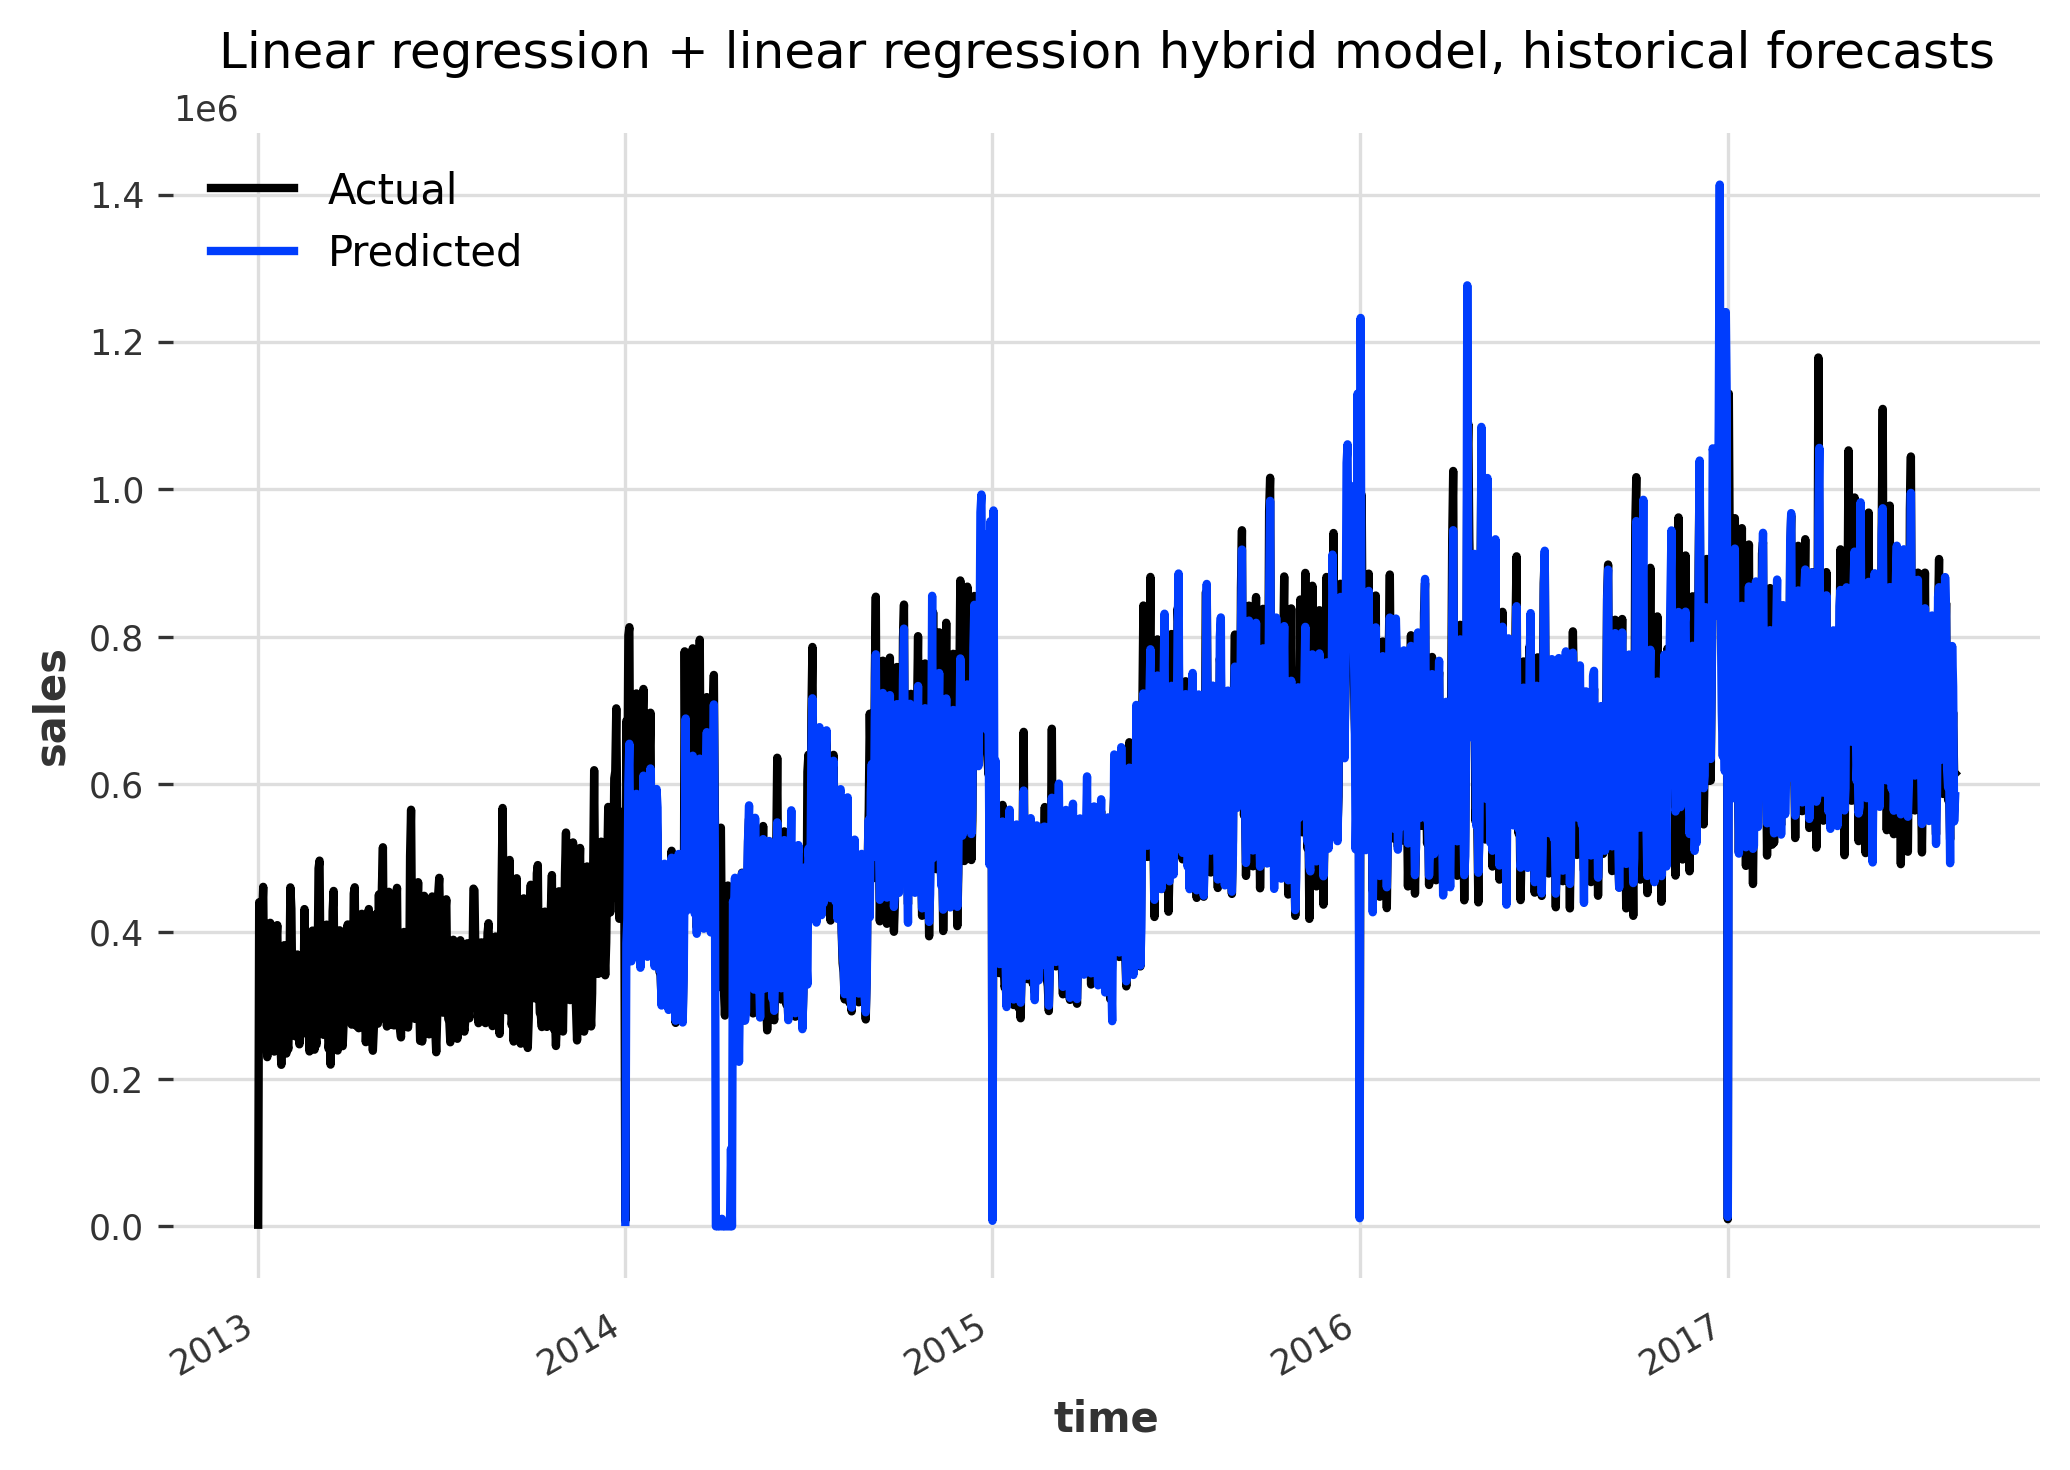 Linear regression + linear regression hybrid model, historical forecasts
1e6
Actual
Predicted
1.4
1.2
1.0
0.8
0.6
0.4
0.2
0.0
sales
2013
2014
2015
2016
2017
time